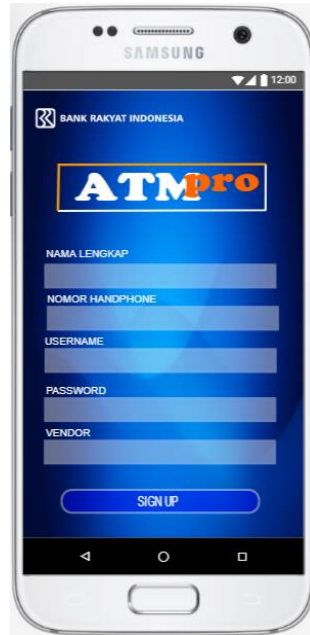 SAMSUNG
12:00
BANK RAKYAT INDONESIA
ATMpro
NAMA LENGKAP
NOMOR HANDPHONE
USERNAME
PASSWORD
VENDOR
SIGN UP